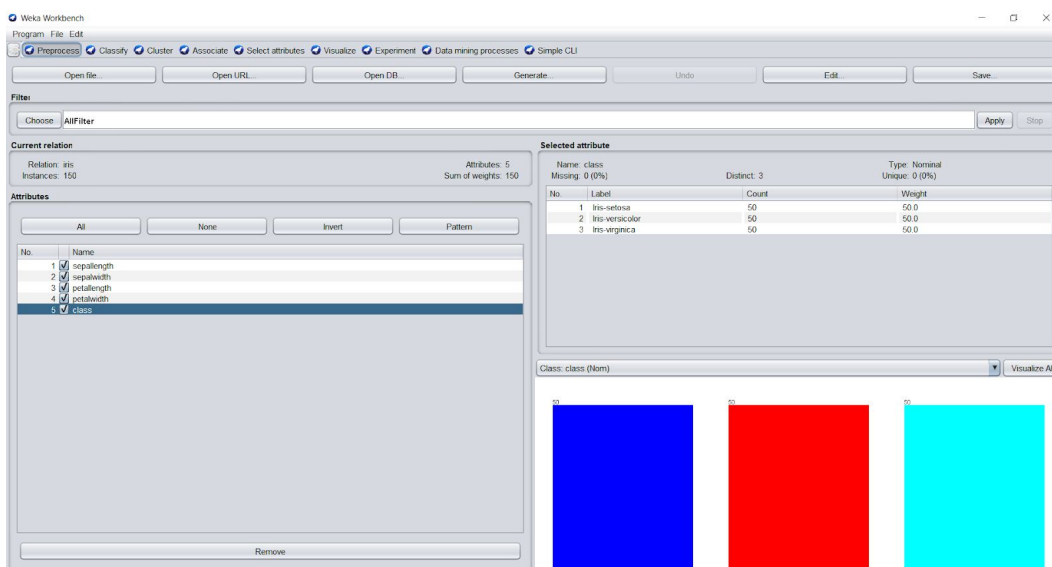 Weka Workbench
Program File Edit
Preprocess Classify Cluster Associate Select attributes Visualize Experiment Data mining processes Simple CLI
Open file... Open URL... Open DB... Generate... Undo Edit... Save...
Filter
Choose AllFilter Apply Stop
Current relation
Relation: iris Attributes: 5
Instances: 150 Sum of weights: 150
Attributes
All None Invert Pattern
No. Name
1 sepallength
2 sepalwidth
3 petallength
4 petalwidth
5 class
Remove
Selected attribute
Name: class Type: Nominal
Missing: 0 (0%) Distinct: 3 Unique: 0 (0%)
No. Label Count Weight
1 Iris-setosa 50 50.0
2 Iris-versicolor 50 50.0
3 Iris-virginica 50 50.0
Class: class (Nom) Visualize Al
50 50 50